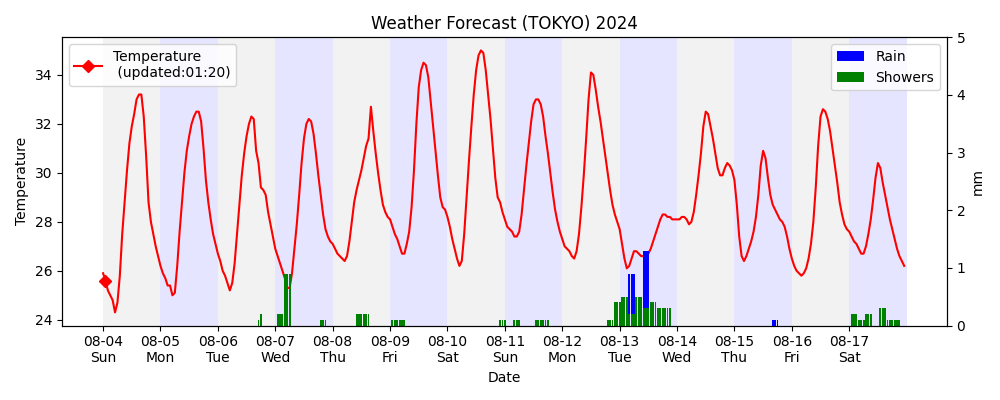 Weather Forecast (TOKYO) 2024
Temperature
(updated:01:20)
Rain
Showers
Temperature
34
32
30
28
26
24
5
4
3
2
1
0
mm
08-04 08-05 08-06 08-07 08-08 08-09 08-10 08-11 08-12 08-13 08-14 08-15 08-16 08-17
Sun Mon Tue Wed Thu Fri Sat Sun Mon Tue Wed Thu Fri Sat
Date